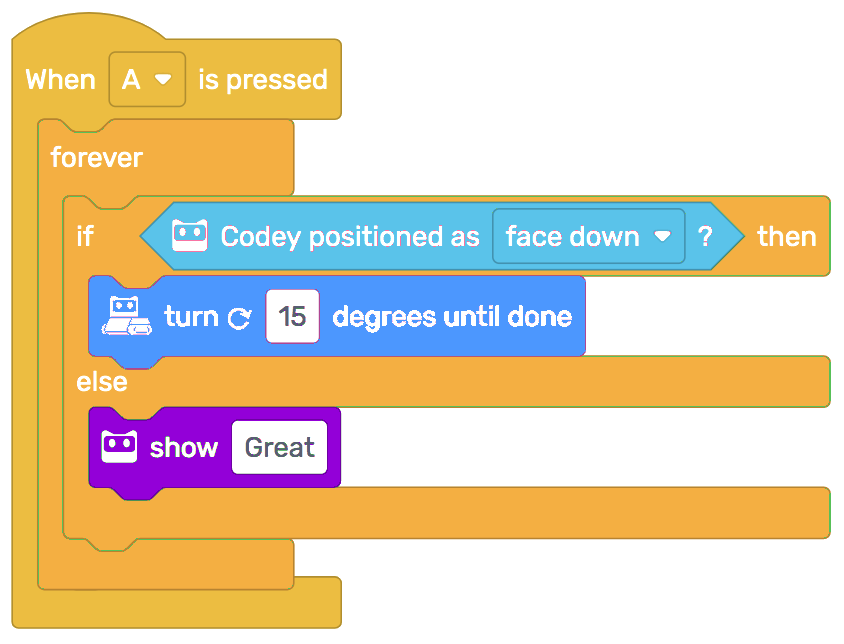 When A is pressed
forever
if Codey positioned as face down ? then
turn 15 degrees until done
else
show Great